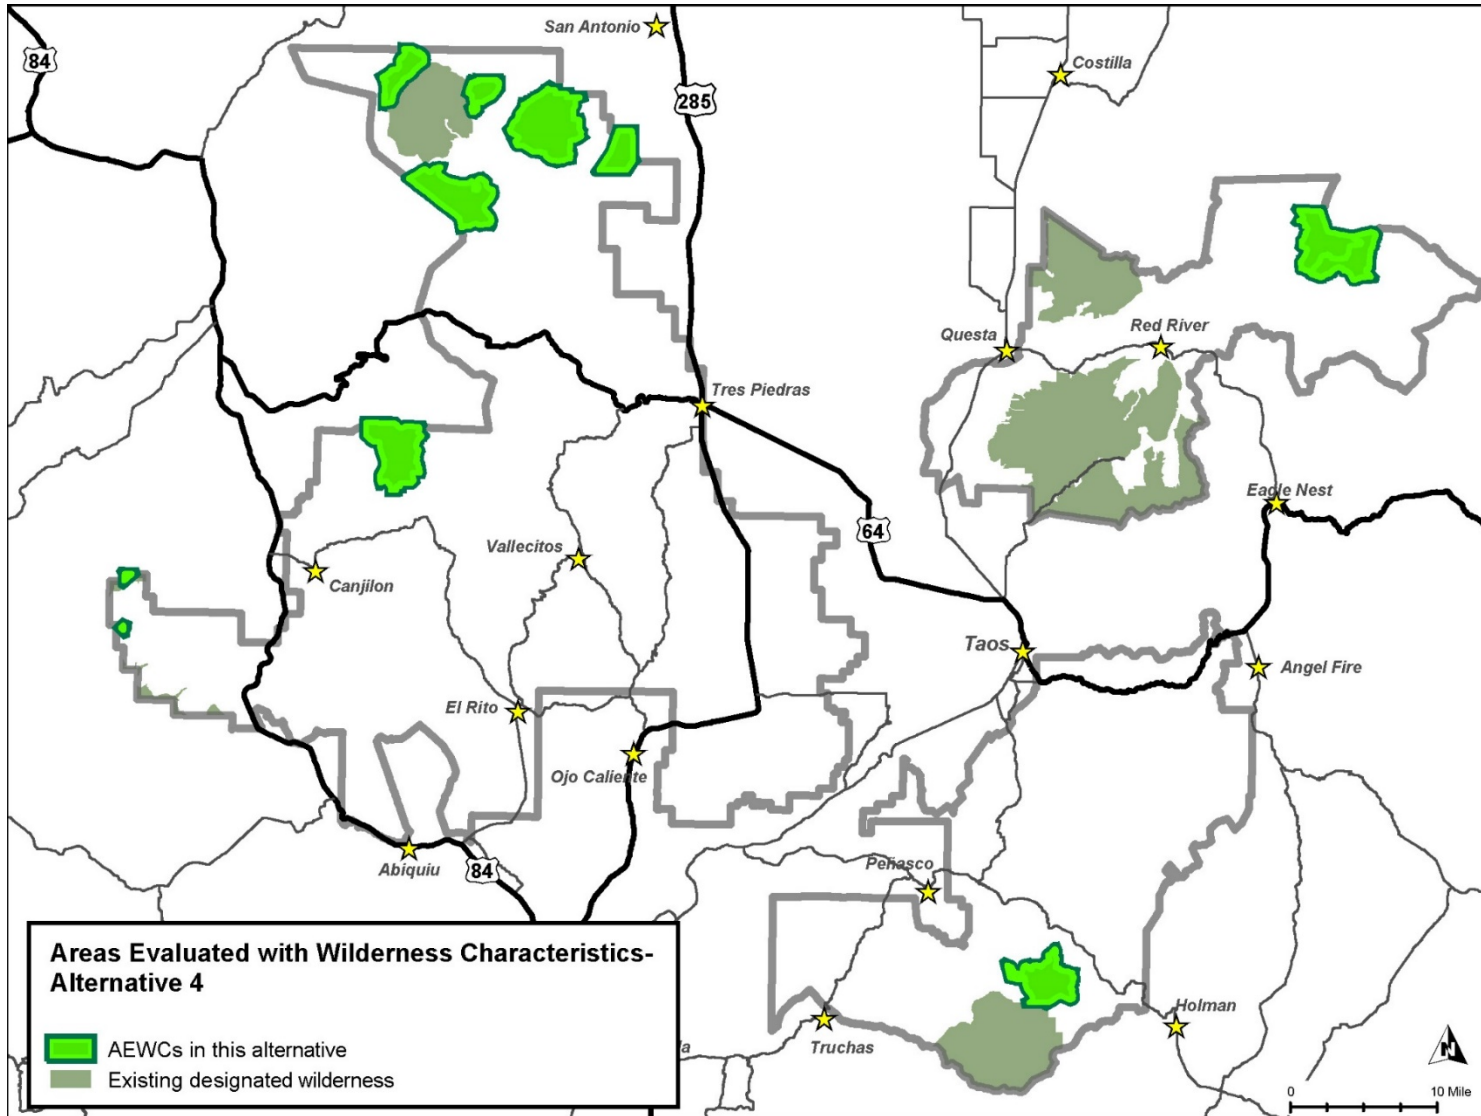 San Antonio
84
Costilla
285
Questa
Red River
Tres Piedras
Eagle Nest
64
Vallecitos
Canjilon
Taos
Angel Fire
El Rito
Ojo Caliente
Abiquiu
84
Peñasco
Holman
Truchas
la
Areas Evaluated with Wilderness Characteristics-
Alternative 4
AEWCs in this alternative
Existing designated wilderness
N
0 10 Mile